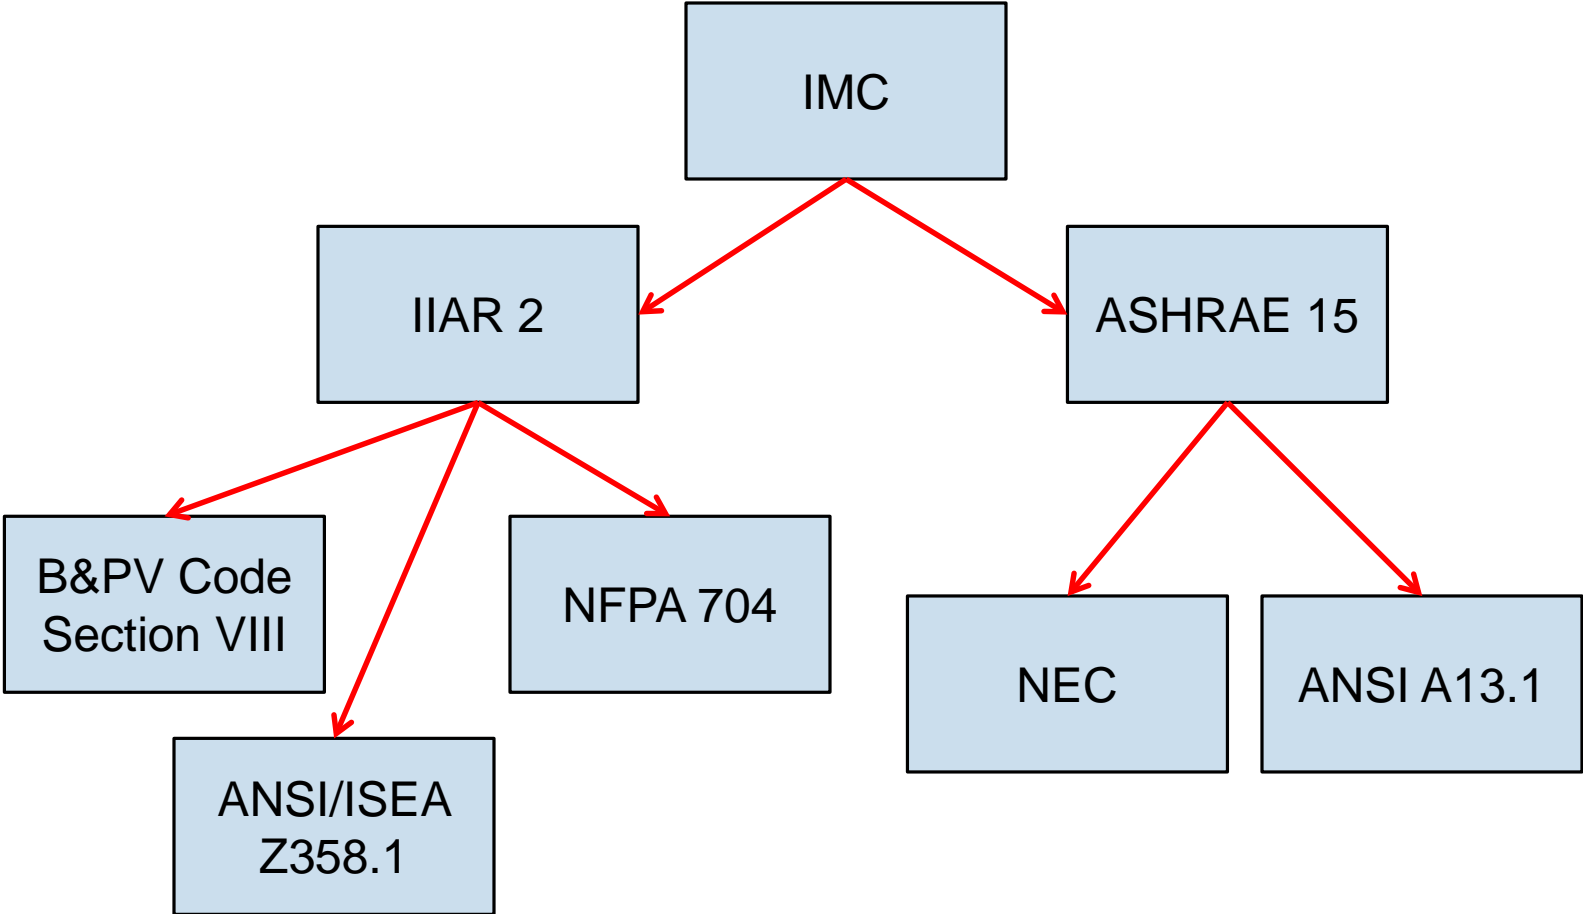 IMC
IIAR 2
ASHRAE 15
B&PV Code
Section VIII
NFPA 704
NEC
ANSI A13.1
ANSI/ISEA
Z358.1